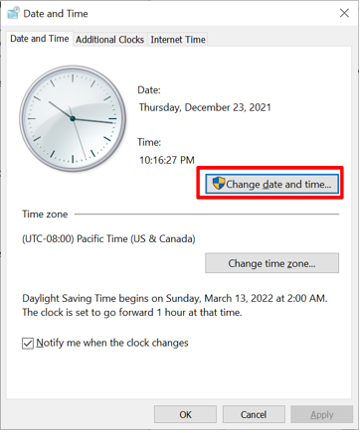 Date and Time
Date and Time
Additional Clocks
Internet Time
Date:
Thursday, December 23, 2021
Time:
10:16:27 PM
Change date and time...
Time zone
(UTC-08:00) Pacific Time (US & Canada)
Change time zone...
Daylight Saving Time begins on Sunday, March 13, 2022 at 2:00 AM.
The clock is set to go forward 1 hour at that time.
Notify me when the clock changes
OK
Cancel
Apply